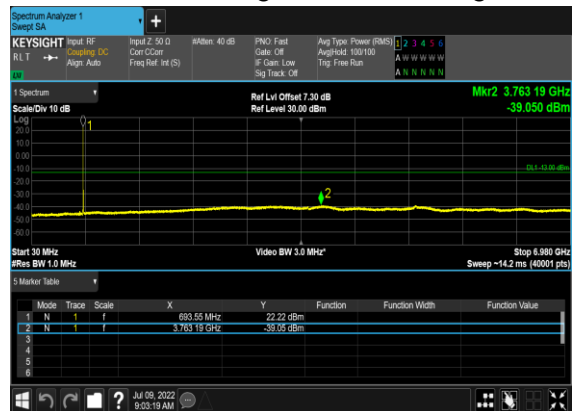 Spectrum Analyzer 1
Swept SA
+
KEYSIGHT Input: RF Input Z: 50 Ω #Atten: 40 dB PNO: Fast Avg Type: Power (RMS) 1 2 3 4 5 6
RLT Coupling: DC Corr CCorr Gate: Off Avg|Hold: 100/100 A W W W W W
Align: Auto Freq Ref: Int (S) IF Gain: Low Trig: Free Run A N N N N N
LW Sig Track: Off
1 Spectrum Ref Lvl Offset 7.30 dB Mkr2 3.763 19 GHz
Scale/Div 10 dB Ref Level 30.00 dBm -39.050 dBm
Log
20.0 1
10.0
0.00
-10.0 DL1 -13.00 dBm
-20.0
-30.0 2
-40.0
-50.0
-60.0
Start 30 MHz Video BW 3.0 MHz* Stop 6.980 GHz
#Res BW 1.0 MHz Sweep ~14.2 ms (40001 pts)
5 Marker Table
Mode Trace Scale X Y Function Function Width Function Value
1 N 1 f 693.55 MHz 22.22 dBm
2 N 1 f 3.763 19 GHz -39.05 dBm
3
4
5
6
? Jul 09, 2022
9:03:19 AM